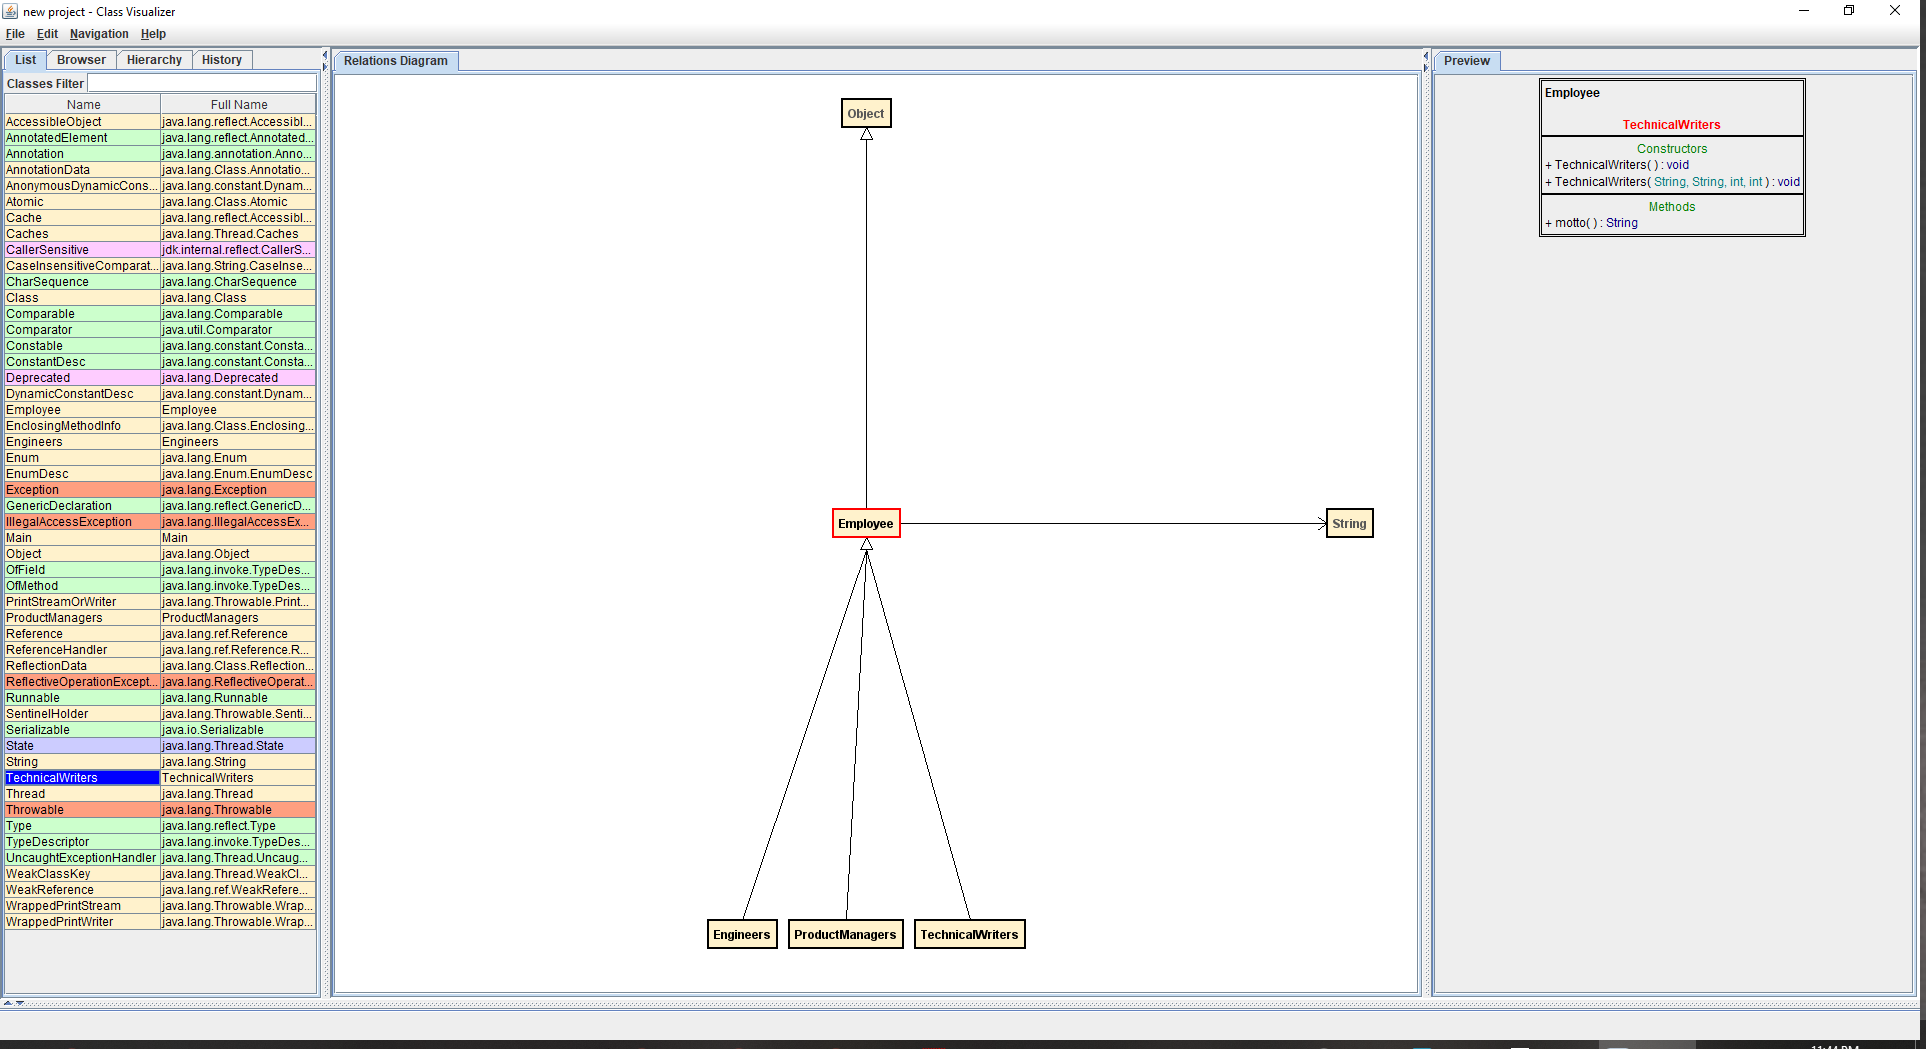 new project - Class Visualizer
File Edit Navigation Help
List Browser Hierarchy History
Classes Filter
Name Full Name
AccessibleObject java.lang.reflect.Accessibl...
AnnotatedElement java.lang.reflect.Annotated...
Annotation java.lang.annotation.Anno...
AnnotationData java.lang.Class.Annotatio...
AnonymousDynamicCons... java.lang.constant.Dynam...
Atomic java.lang.Class.Atomic
Cache java.lang.reflect.Accessibl...
Caches java.lang.Thread.Caches
CallerSensitive jdk.internal.reflect.CallerS...
CaseInsensitiveComparat... java.lang.String.CaseInse...
CharSequence java.lang.CharSequence
Class java.lang.Class
Comparable java.lang.Comparable
Comparator java.util.Comparator
Constable java.lang.constant.Consta...
ConstantDesc java.lang.constant.Consta...
Deprecated java.lang.Deprecated
DynamicConstantDesc java.lang.constant.Dynam...
Employee Employee
EnclosingMethodInfo java.lang.Class.Enclosing...
Engineers Engineers
Enum java.lang.Enum
EnumDesc java.lang.Enum.EnumDesc
Exception java.lang.Exception
GenericDeclaration java.lang.reflect.GenericD...
IllegalAccessException java.lang.IllegalAccessEx...
Main Main
Object java.lang.Object
OfField java.lang.invoke.TypeDes...
OfMethod java.lang.invoke.TypeDes...
PrintStreamOrWriter java.lang.Throwable.Print...
ProductManagers ProductManagers
Reference java.lang.ref.Reference
ReferenceHandler java.lang.ref.Reference.R...
ReflectionData java.lang.Class.Reflection...
ReflectiveOperationExcept... java.lang.ReflectiveOperat...
Runnable java.lang.Runnable
SentinelHolder java.lang.Throwable.Senti...
Serializable java.io.Serializable
State java.lang.Thread.State
String java.lang.String
TechnicalWriters TechnicalWriters
Thread java.lang.Thread
Throwable java.lang.Throwable
Type java.lang.reflect.Type
TypeDescriptor java.lang.invoke.TypeDes...
UncaughtExceptionHandler java.lang.Thread.Uncaug...
WeakClassKey java.lang.Thread.WeakCl...
WeakReference java.lang.ref.WeakRefere...
WrappedPrintStream java.lang.Throwable.Wrap...
WrappedPrintWriter java.lang.Throwable.Wrap...
Relations Diagram
Object
Employee
String
Engineers
ProductManagers
TechnicalWriters
Preview
Employee
TechnicalWriters
Constructors
+ TechnicalWriters( ) : void
+ TechnicalWriters( String, String, int, int ) : void
Methods
+ motto( ) : String